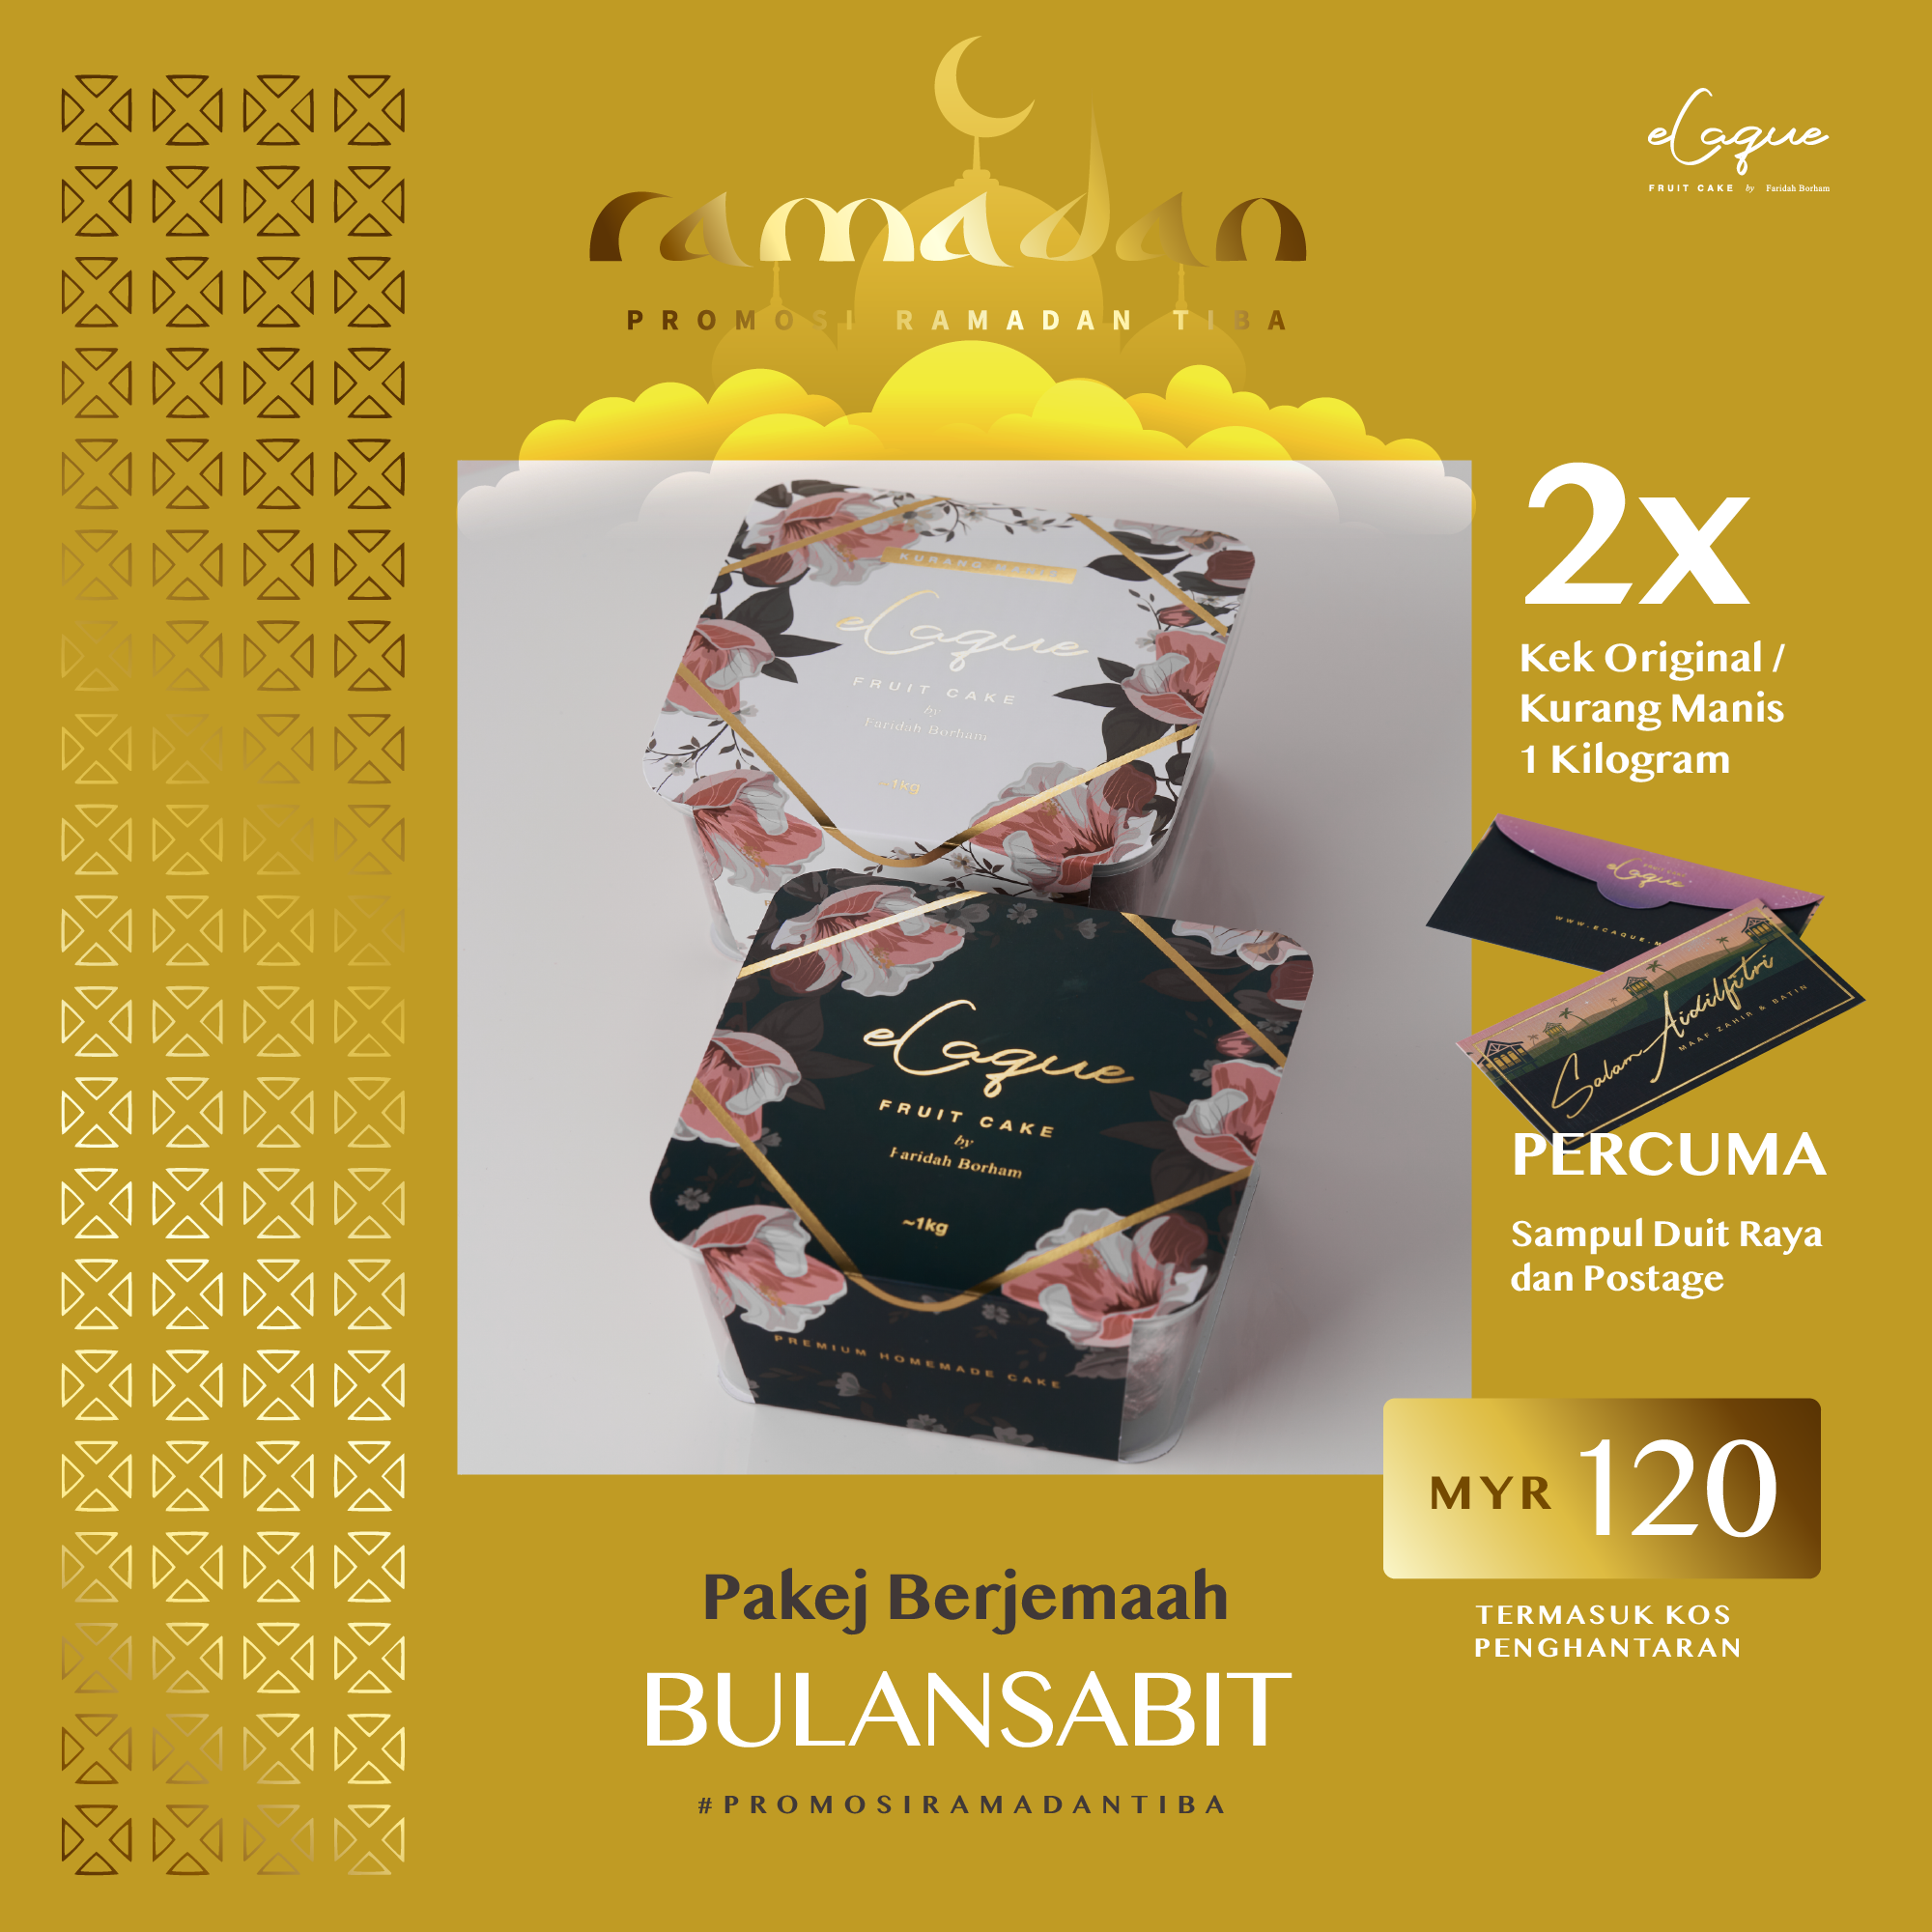 ramadan
PROMOSI RAMADAN TIBA
eCaque
FRUIT CAKE by Faridah Borham
2x
Kek Original /
Kurang Manis
1 Kilogram
KURANG MANIS
eCaque
FRUIT CAKE
by
Faridah Borham
~1kg
eCaque
FRUIT CAKE
by
Faridah Borham
~1kg
PREMIUM HOMEMADE CAKE
eCaque
Salam Aidilfitri
MAAF ZAHIR & BATIN
PERCUMA
Sampul Duit Raya
dan Postage
MYR 120
TERMASUK KOS
PENGHANTARAN
Pakej Berjemaah
BULANSABIT
#PROMOSIRAMADANTIBA